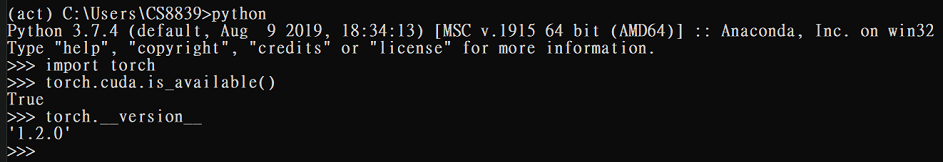 (act) C:\Users\CS8839>python
Python 3.7.4 (default, Aug  9 2019, 18:34:13) [MSC v.1915 64 bit (AMD64)] :: Anaconda, Inc. on win32
Type "help", "copyright", "credits" or "license" for more information.
>>> import torch
>>> torch.cuda.is_available()
True
>>> torch.__version__
'1.2.0'
>>>